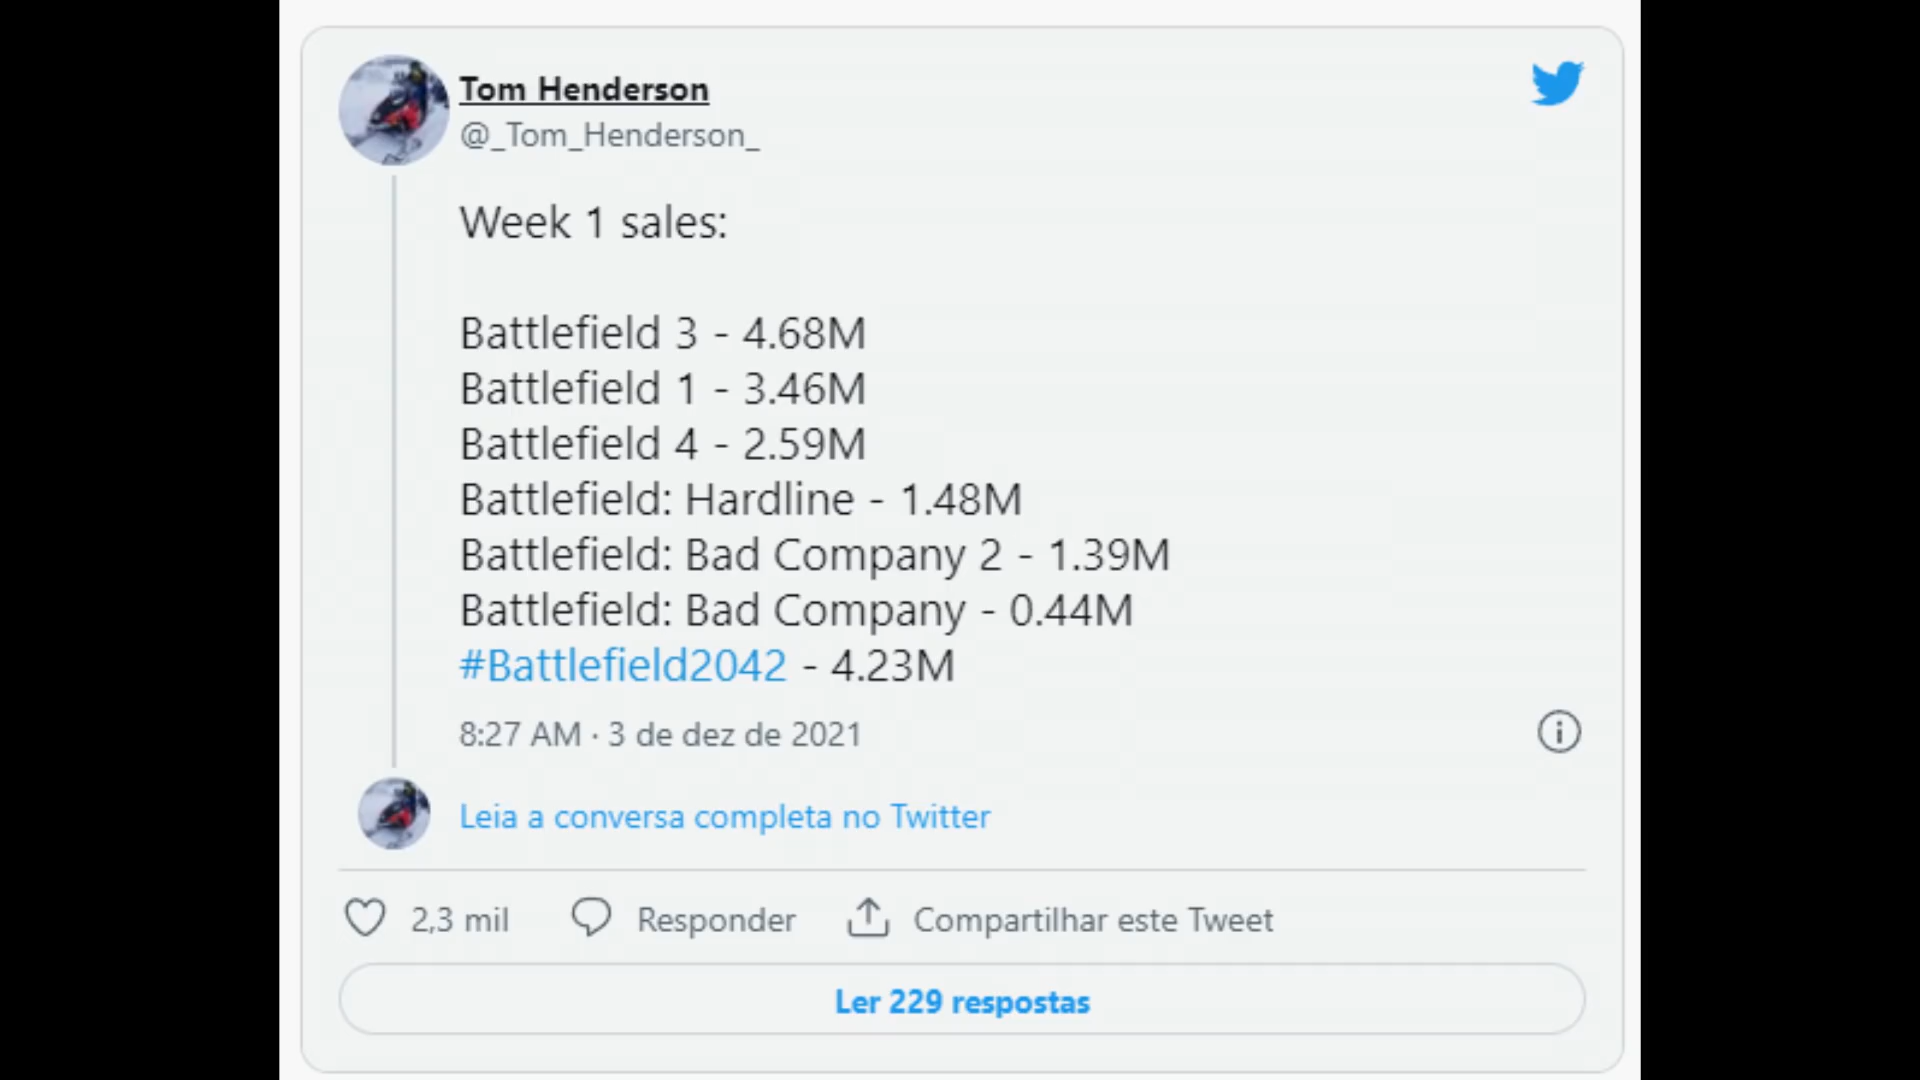 Tom Henderson
@_Tom_Henderson_
Week 1 sales:
Battlefield 3 - 4.68M
Battlefield 1 - 3.46M
Battlefield 4 - 2.59M
Battlefield: Hardline - 1.48M
Battlefield: Bad Company 2 - 1.39M
Battlefield: Bad Company - 0.44M
#Battlefield2042 - 4.23M
8:27 AM · 3 de dez de 2021
Leia a conversa completa no Twitter
2,3 mil Responder Compartilhar este Tweet
Ler 229 respostas